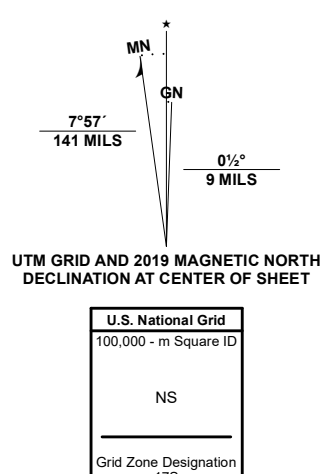 MN
GN
7°57´
141 MILS
0½°
9 MILS
UTM GRID AND 2019 MAGNETIC NORTH
DECLINATION AT CENTER OF SHEET
U.S. National Grid
100,000 - m Square ID
NS
Grid Zone Designation